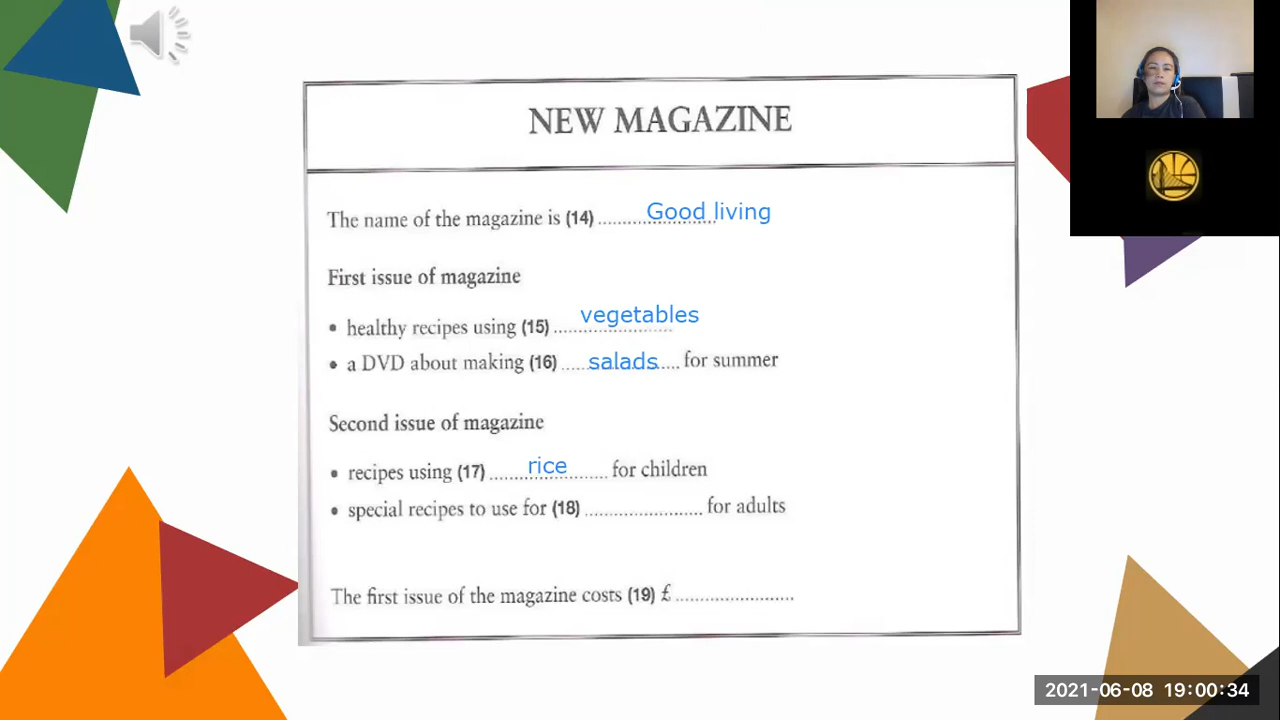 NEW MAGAZINE
The name of the magazine is (14) ........................ Good living
First issue of magazine
• healthy recipes using (15) ........................ vegetables
• a DVD about making (16) ........................ salads for summer
Second issue of magazine
• recipes using (17) ........................ rice for children
• special recipes to use for (18) ........................ for adults
The first issue of the magazine costs (19) £ ........................
2021-06-08 19:00:34